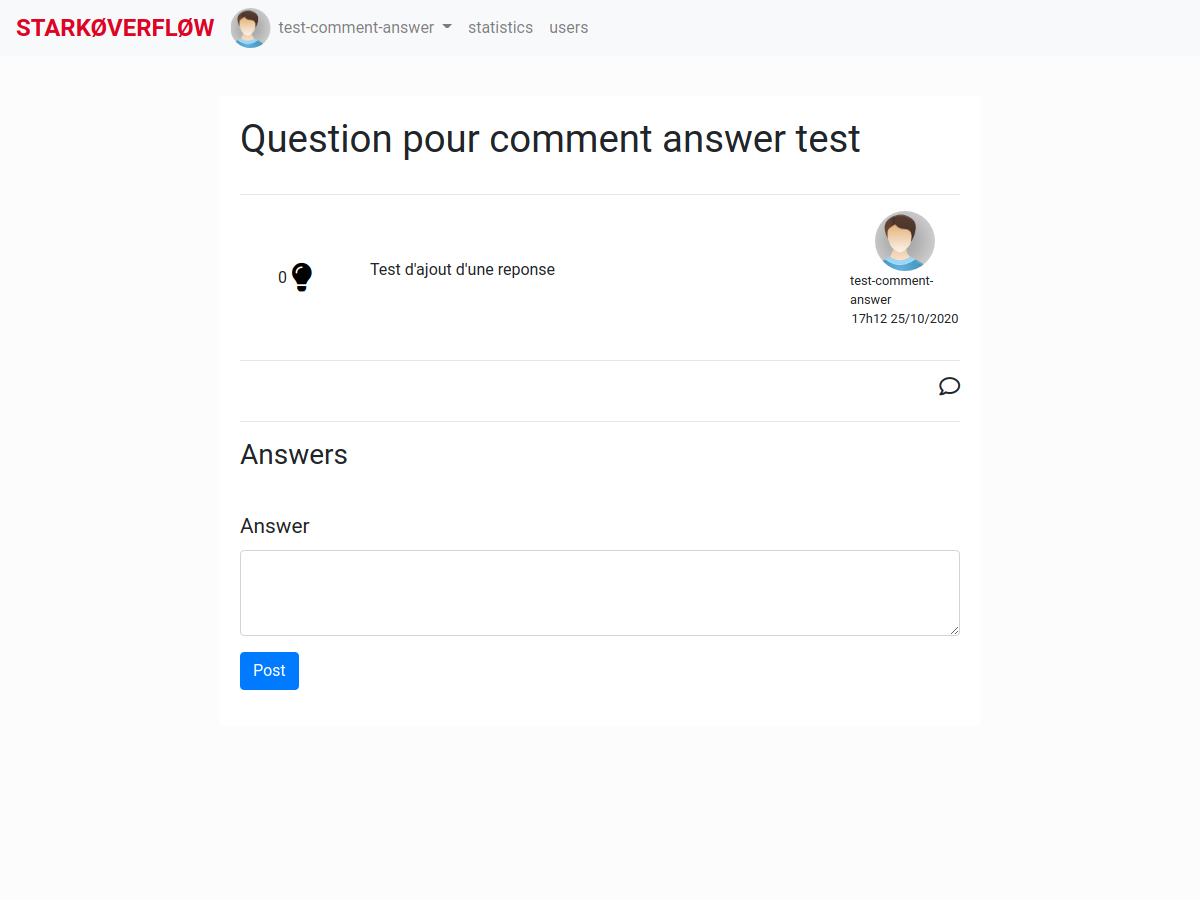 STARKØVERFLØW test-comment-answer statistics users
Question pour comment answer test
0
Test d'ajout d'une reponse
test-comment-
answer
17h12 25/10/2020
Answers
Answer
Post